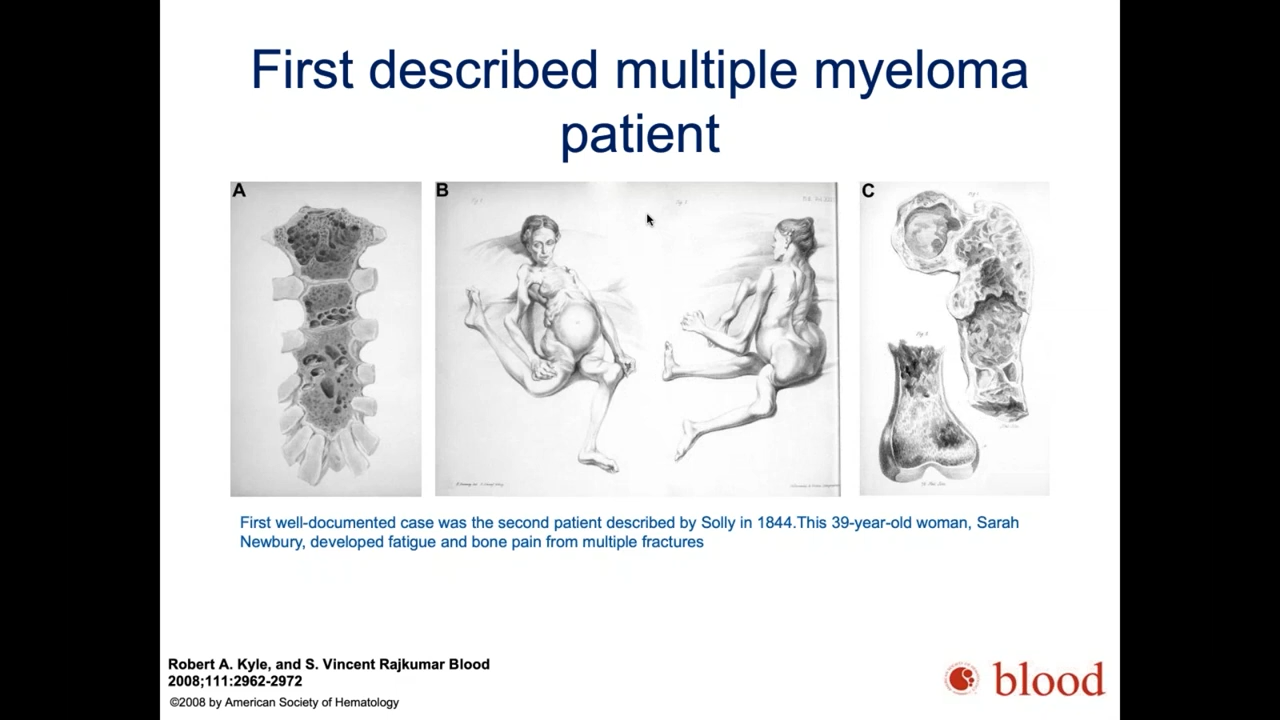 First described multiple myeloma
patient
A
B
C
First well-documented case was the second patient described by Solly in 1844.This 39-year-old woman, Sarah
Newbury, developed fatigue and bone pain from multiple fractures
Robert A. Kyle, and S. Vincent Rajkumar Blood
2008;111:2962-2972
©2008 by American Society of Hematology
blood